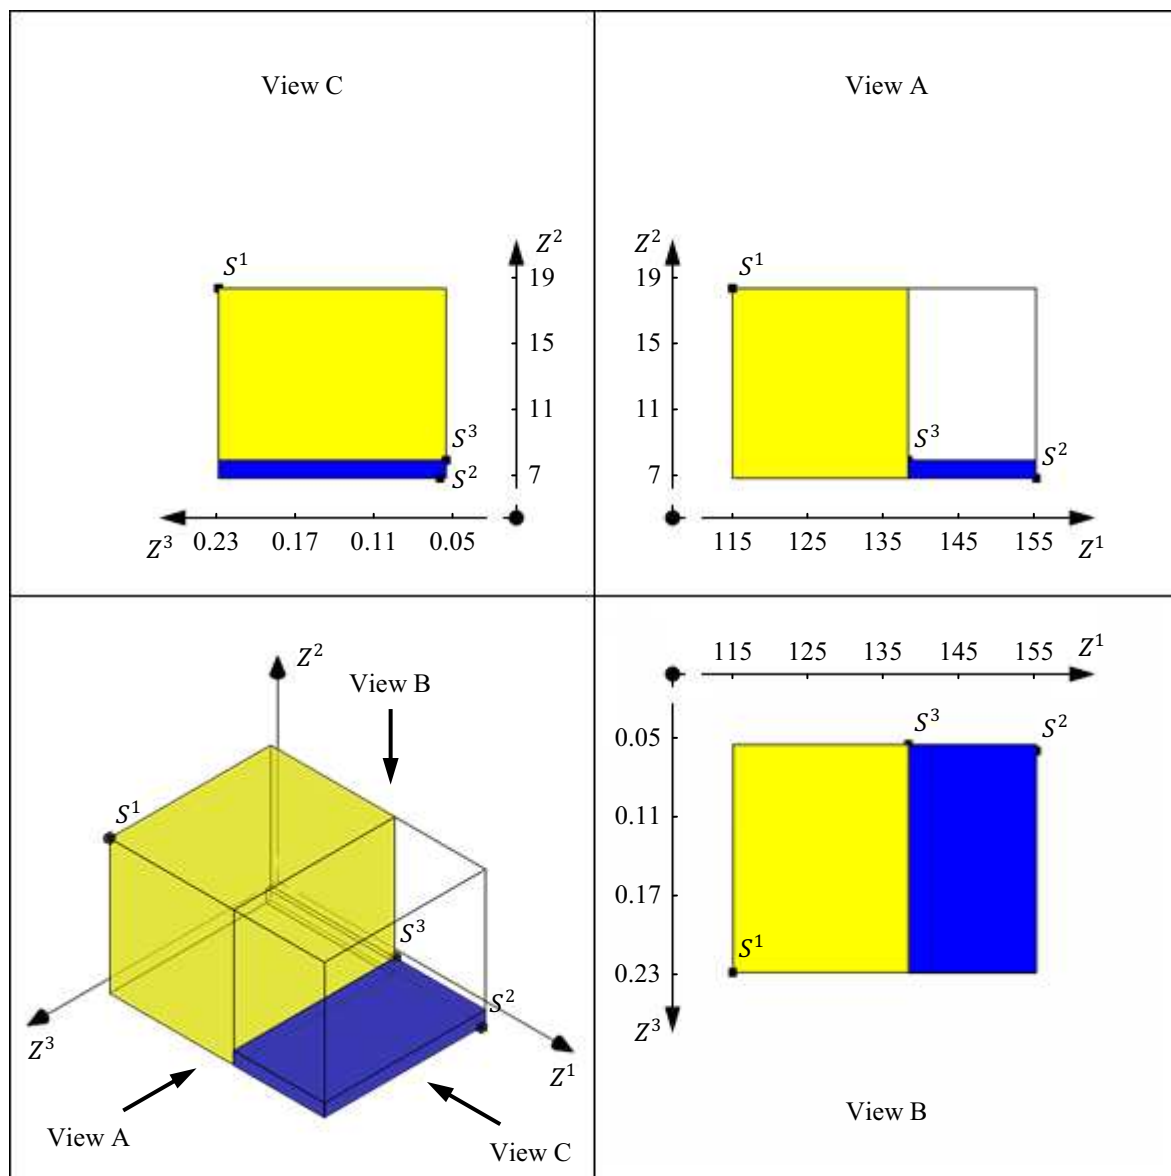 View C
Z²
19
15
11
7
S¹
S³
S²
Z³ 0.23 0.17 0.11 0.05
View A
Z²
19
15
11
7
S¹
S³
S²
115 125 135 145 155 Z¹
Z²
View B
S¹
S³
S²
Z³
Z¹
View A
View C
115 125 135 145 155 Z¹
0.05
0.11
0.17
0.23
Z³
S³
S²
S¹
View B